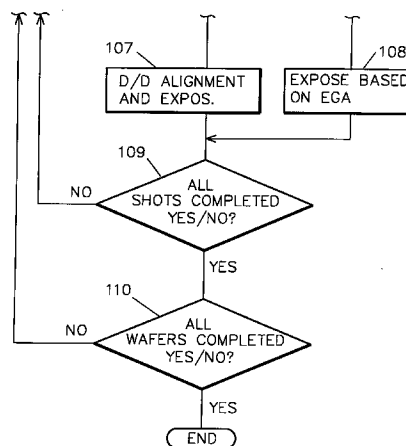 107
D/D ALIGNMENT
AND EXPOS.
108
EXPOSE BASED
ON EGA
109
ALL
SHOTS COMPLETED
YES/NO?
NO
YES
110
ALL
WAFERS COMPLETED
YES/NO?
NO
YES
END